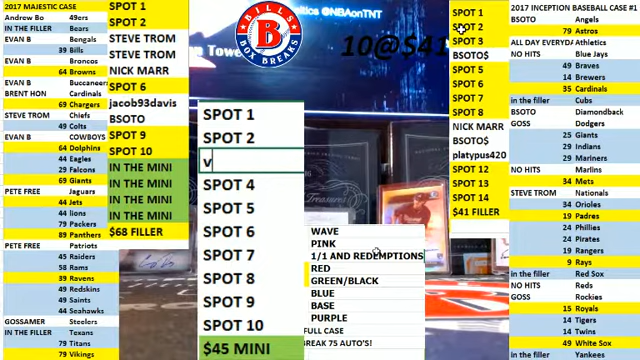 2017 MAJESTIC CASE
Andrew Bo 49ers
IN THE FILLER Bears
EVAN B Bengals
39 Bills
EVAN B Broncos
64 Browns
EVAN B Buccaneers
BRENT HON Cardinals
69 Chargers
STEVE TROM Chiefs
49 Colts
EVAN B COWBOYS
64 Dolphins
44 Eagles
29 Falcons
69 Giants
PETE FREE Jaguars
44 Jets
44 lions
79 Packers
89 Panthers
PETE FREE Patriots
45 Raiders
58 Rams
39 Ravens
49 Redskins
49 Saints
44 Seahawks
GOSSAMER Steelers
IN THE FILLER Texans
79 Titans
79 Vikings
SPOT 1
SPOT 2
STEVE TROM
STEVE TROM
NICK MARR
SPOT 6
jacob93davis
BSOTO
SPOT 9
SPOT 10
IN THE MINI
IN THE MINI
IN THE MINI
IN THE MINI
$68 FILLER
BILLS
BOX BREAKS
ltics @NBAonTNT
10@$41
SPOT 1
SPOT 2
v
SPOT 4
SPOT 5
SPOT 6
SPOT 7
SPOT 8
SPOT 9
SPOT 10
$45 MINI
WAVE
PINK
1/1 AND REDEMPTIONS
RED
GREEN/BLACK
BLUE
BASE
PURPLE
FULL CASE
BREAK 75 AUTO'S!
SPOT 1
SPOT 2
SPOT 3
BSOTO$
SPOT 5
SPOT 6
SPOT 7
SPOT 8
NICK MARR
BSOTO$
platypus420
SPOT 12
SPOT 13
SPOT 14
$41 FILLER
2017 INCEPTION BASEBALL CASE #1
BSOTO Angels
79 Astros
ALL DAY EVERYDA Athletics
NO HITS Blue Jays
49 Braves
14 Brewers
35 Cardinals
in the filler Cubs
BSOTO Diamondback
GOSS Dodgers
25 Giants
29 Indians
29 Mariners
NO HITS Marlins
34 Mets
STEVE TROM Nationals
34 Orioles
19 Padres
24 Phillies
24 Pirates
19 Rangers
9 Rays
in the filler Red Sox
NO HITS Reds
GOSS Rockies
15 Royals
14 Tigers
14 Twins
49 White Sox
in the filler Yankees